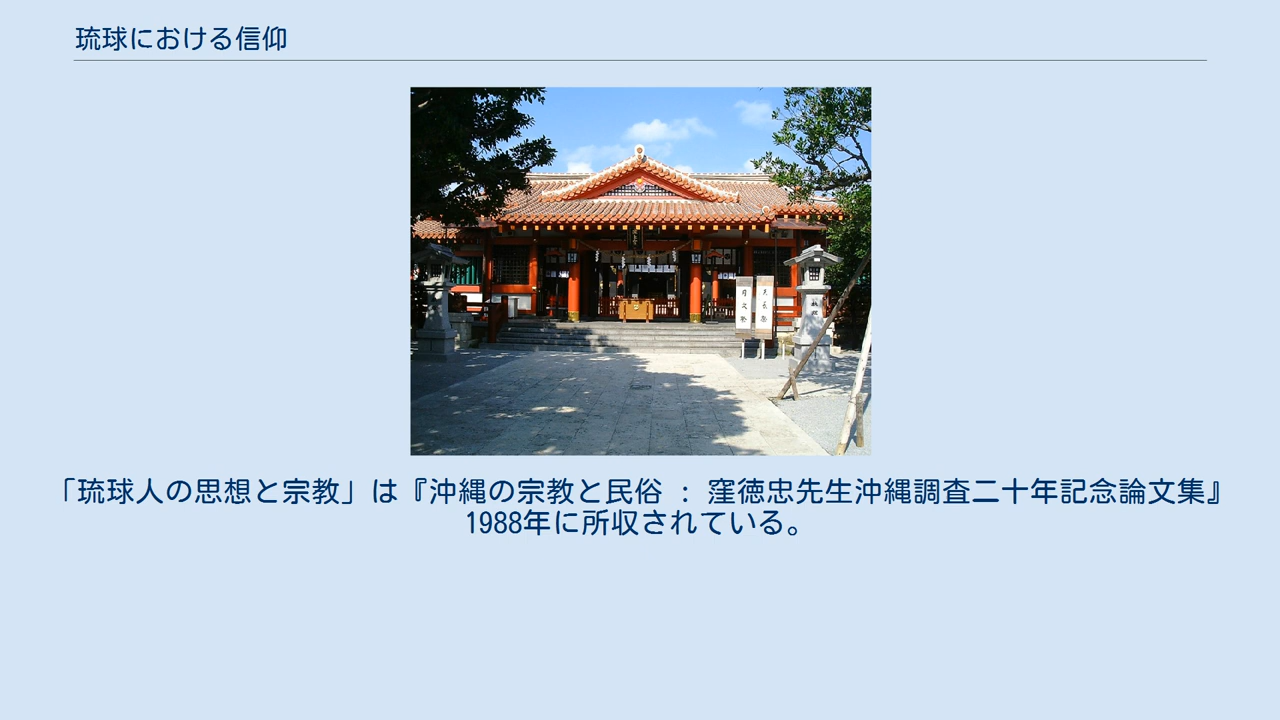 琉球における信仰
「琉球人の思想と宗教」は『沖縄の宗教と民俗 : 窪徳忠先生沖縄調査二十年記念論文集』
1988年に所収されている。